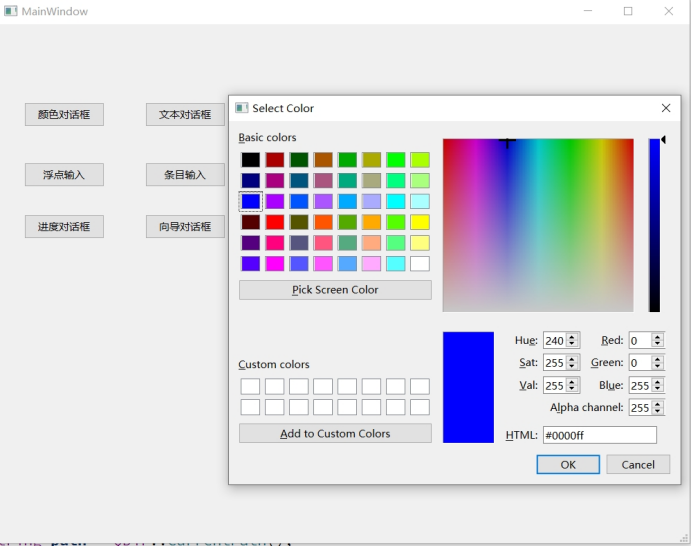 MainWindow
颜色对话框
文本对话框
浮点输入
条目输入
进度对话框
向导对话框
Select Color
Basic colors
Pick Screen Color
Custom colors
Add to Custom Colors
Hue: 240 Red: 0
Sat: 255 Green: 0
Val: 255 Blue: 255
Alpha channel: 255
HTML: #0000ff
OK Cancel